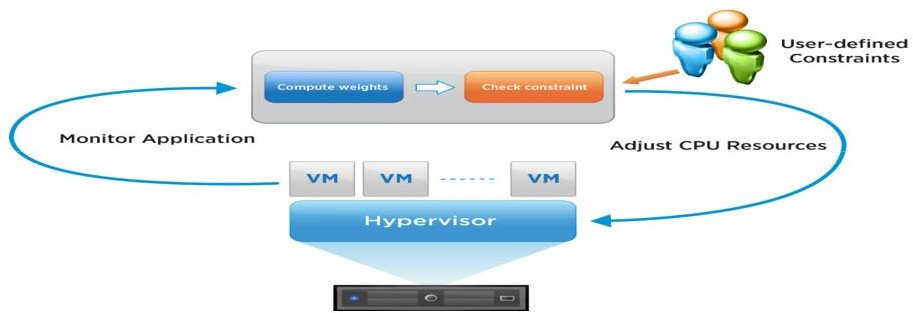 User-defined
Constraints
Compute weights
Check constraint
Monitor Application
Adjust CPU Resources
VM
VM
VM
Hypervisor